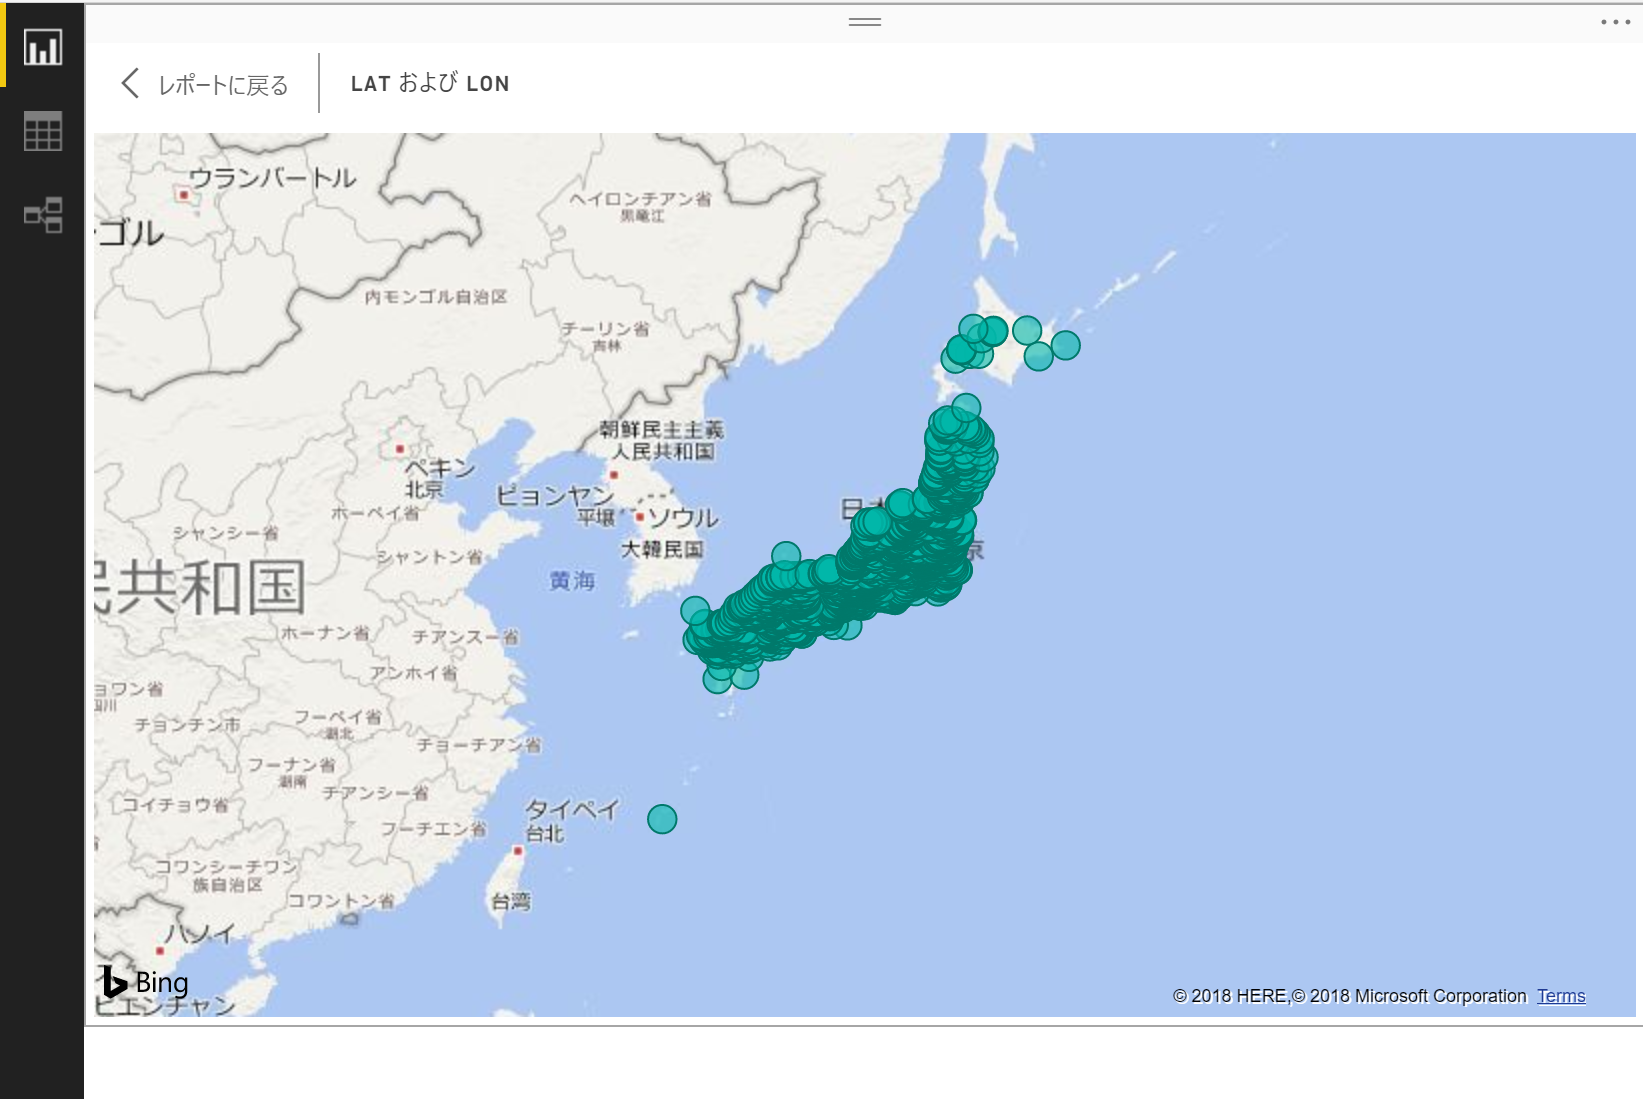 レポートに戻る
LAT および LON
ウランバートル
ゴル
ヘイロンチアン省
黒竜江
内モンゴル自治区
チーリン省
吉林
朝鮮民主主義
人民共和国
ペキン
北京
ピョンヤン
平壌
ホーペイ省
ソウル
日
シャンシー省
大韓民国
京
シャントン省
黄海
民共和国
ホーナン省
チアンスー省
アンホイ省
ョワン省
四川
フーペイ省
湖北
チョンチン市
チョーチアン省
フーナン省
湖南
チアンシー省
コイチョウ省
タイペイ
台北
フーチエン省
コワンシーチワン
族自治区
コワントン省
台湾
ハノイ
Bing
ビエンチャン
© 2018 HERE,© 2018 Microsoft Corporation Terms